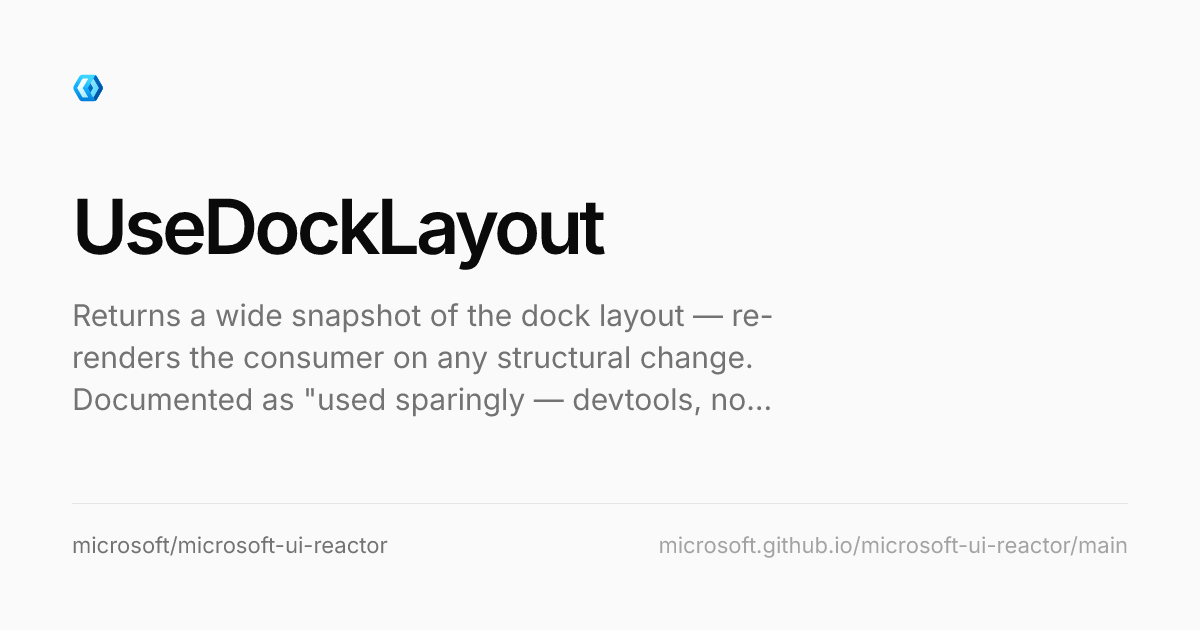 UseDockLayout
Returns a wide snapshot of the dock layout — re-
renders the consumer on any structural change.
Documented as "used sparingly — devtools, no...
microsoft/microsoft-ui-reactor
microsoft.github.io/microsoft-ui-reactor/main